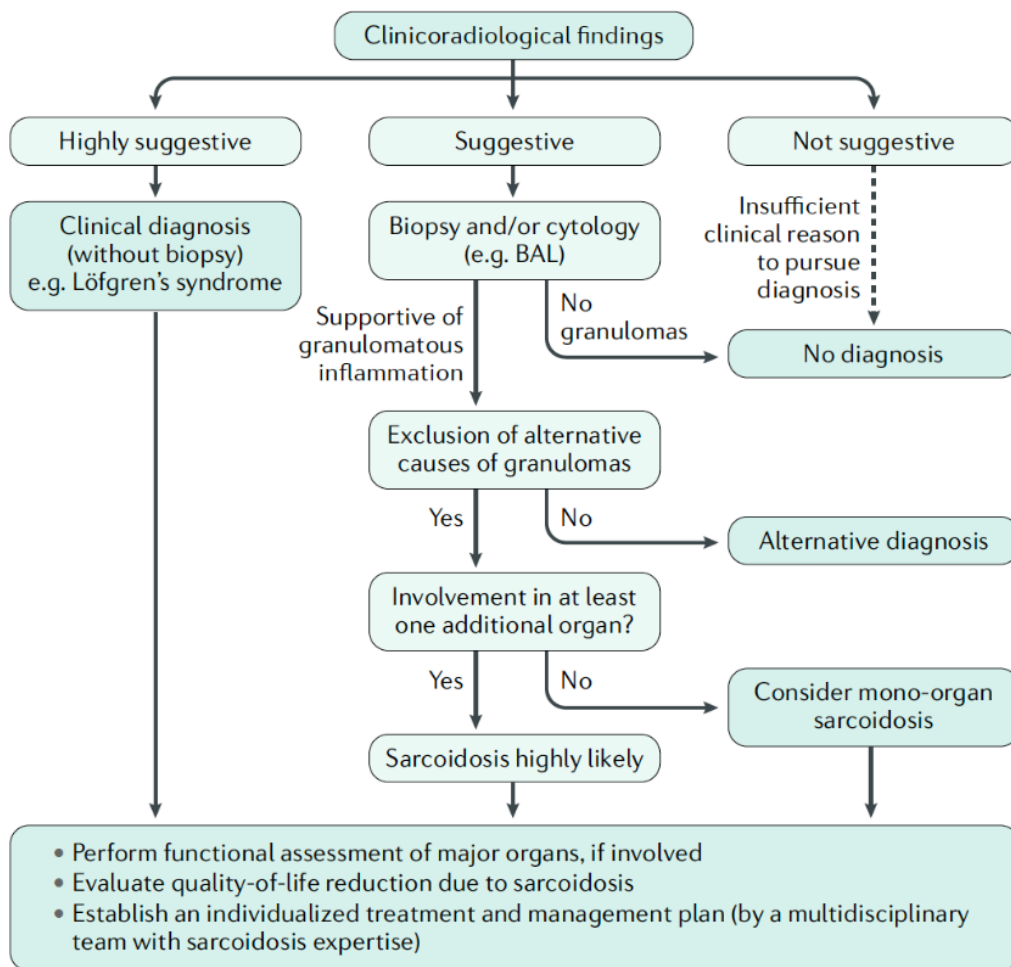 Clinicoradiological findings
Highly suggestive
Suggestive
Not suggestive
Clinical diagnosis
(without biopsy)
e.g. Löfgren's syndrome
Biopsy and/or cytology
(e.g. BAL)
Insufficient
clinical reason
to pursue
diagnosis
Supportive of
granulomatous
inflammation
No
granulomas
No diagnosis
Exclusion of alternative
causes of granulomas
Yes
No
Alternative diagnosis
Involvement in at least
one additional organ?
Yes
No
Consider mono-organ
sarcoidosis
Sarcoidosis highly likely
• Perform functional assessment of major organs, if involved
• Evaluate quality-of-life reduction due to sarcoidosis
• Establish an individualized treatment and management plan (by a multidisciplinary
team with sarcoidosis expertise)